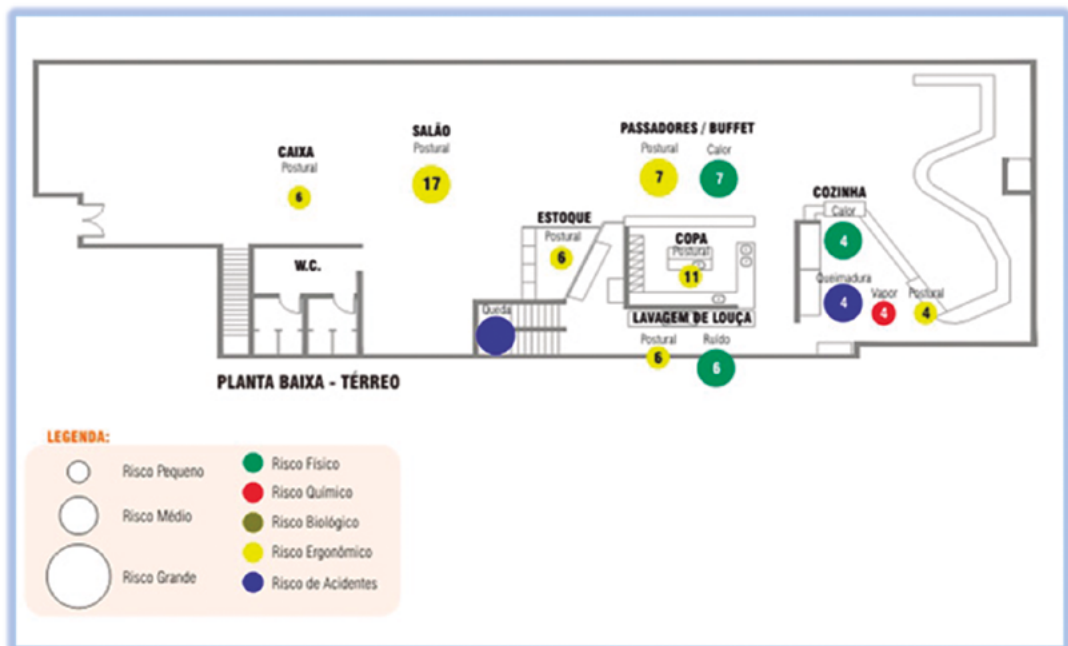 SALÃO
Postural
17
CAIXA
Postural
6
PASSADORES / BUFFET
Postural Calor
7 7
COZINHA
Calor
4
Queimadura Vapor Postural
4 4 4
ESTOQUE
Postural
6
COPA
Postural
11
W.C.
Queda
LAVAGEM DE LOUÇA
Postural Ruído
6 6
PLANTA BAIXA - TÉRREO
LEGENDA:
Risco Pequeno
Risco Médio
Risco Grande
Risco Físico
Risco Químico
Risco Biológico
Risco Ergonômico
Risco de Acidentes